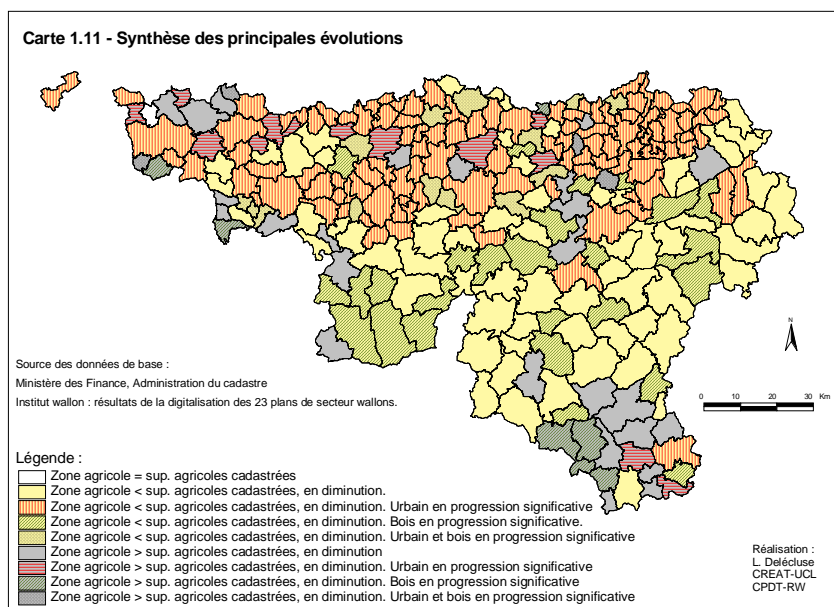 Carte 1.11 - Synthèse des principales évolutions
N
Source des données de base :
Ministère des Finance, Administration du cadastre
Institut wallon : résultats de la digitalisation des 23 plans de secteur wallons.
0 10 20 30 Km
Légende :
Zone agricole = sup. agricoles cadastrées
Zone agricole < sup. agricoles cadastrées, en diminution.
Zone agricole < sup. agricoles cadastrées, en diminution. Urbain en progression significative
Zone agricole < sup. agricoles cadastrées, en diminution. Bois en progression significative.
Zone agricole < sup. agricoles cadastrées, en diminution. Urbain et bois en progression significative
Zone agricole > sup. agricoles cadastrées, en diminution
Zone agricole > sup. agricoles cadastrées, en diminution. Urbain en progression significative
Zone agricole > sup. agricoles cadastrées, en diminution. Bois en progression significative
Zone agricole > sup. agricoles cadastrées, en diminution. Urbain et bois en progression significative
Réalisation :
L. Delécluse
CREAT-UCL
CPDT-RW